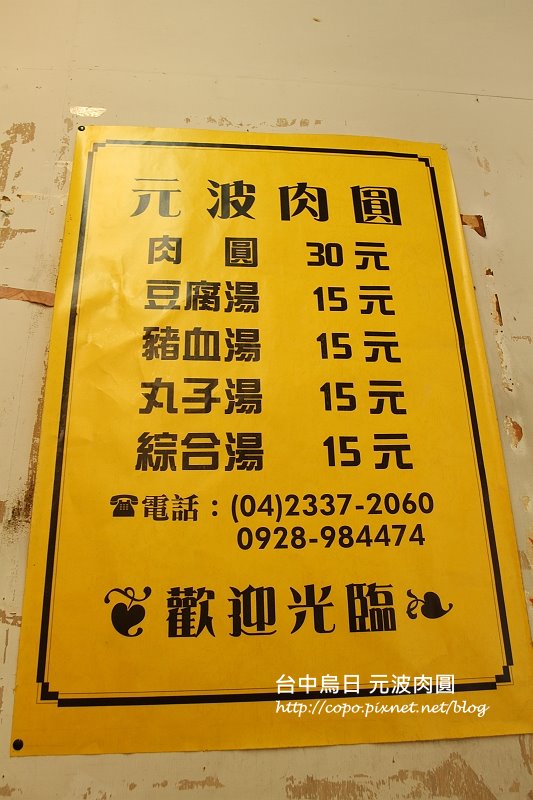 元波肉圓
肉圓 30元
豆腐湯 15元
豬血湯 15元
丸子湯 15元
綜合湯 15元
☎電話：(04)2337-2060
0928-984474
歡迎光臨
台中烏日 元波肉圓
http://copo.pixnet.net/blog